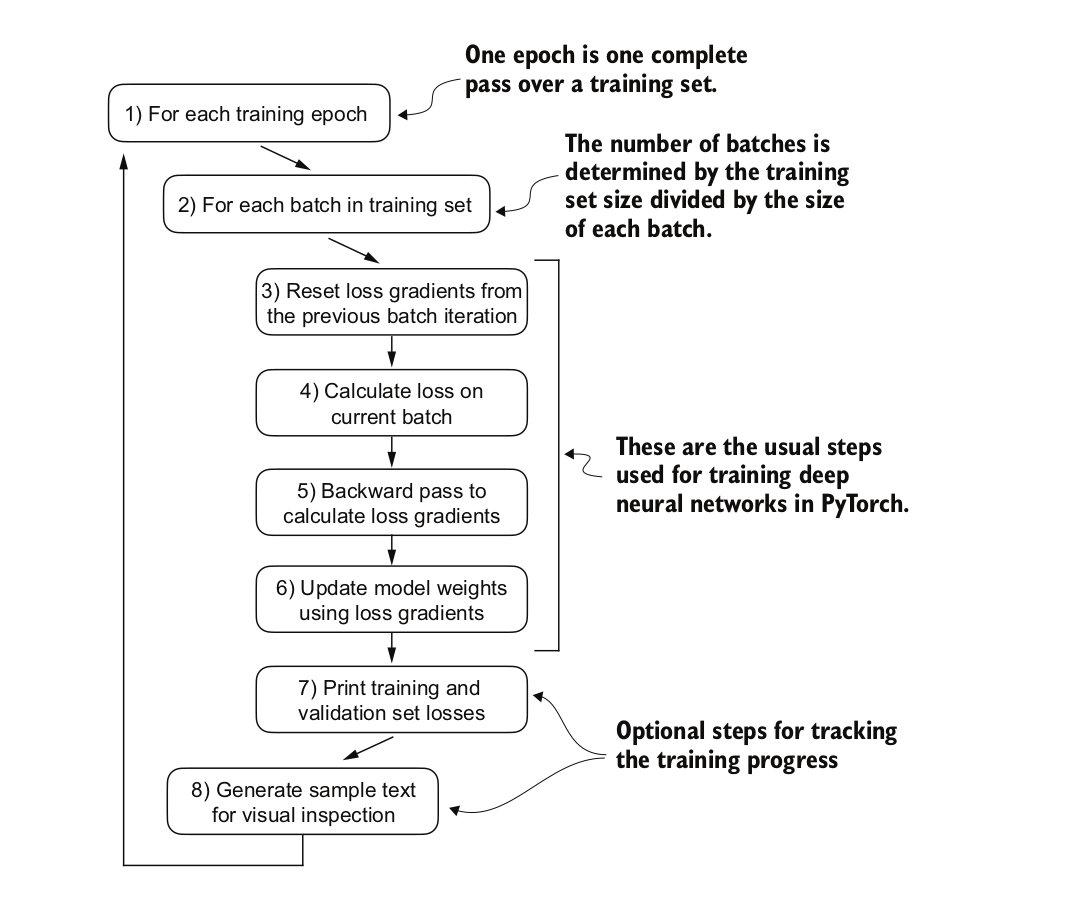 One epoch is one complete
pass over a training set.
1) For each training epoch
The number of batches is
determined by the training
set size divided by the size
of each batch.
2) For each batch in training set
3) Reset loss gradients from
the previous batch iteration
4) Calculate loss on
current batch
5) Backward pass to
calculate loss gradients
These are the usual steps
used for training deep
neural networks in PyTorch.
6) Update model weights
using loss gradients
7) Print training and
validation set losses
Optional steps for tracking
the training progress
8) Generate sample text
for visual inspection